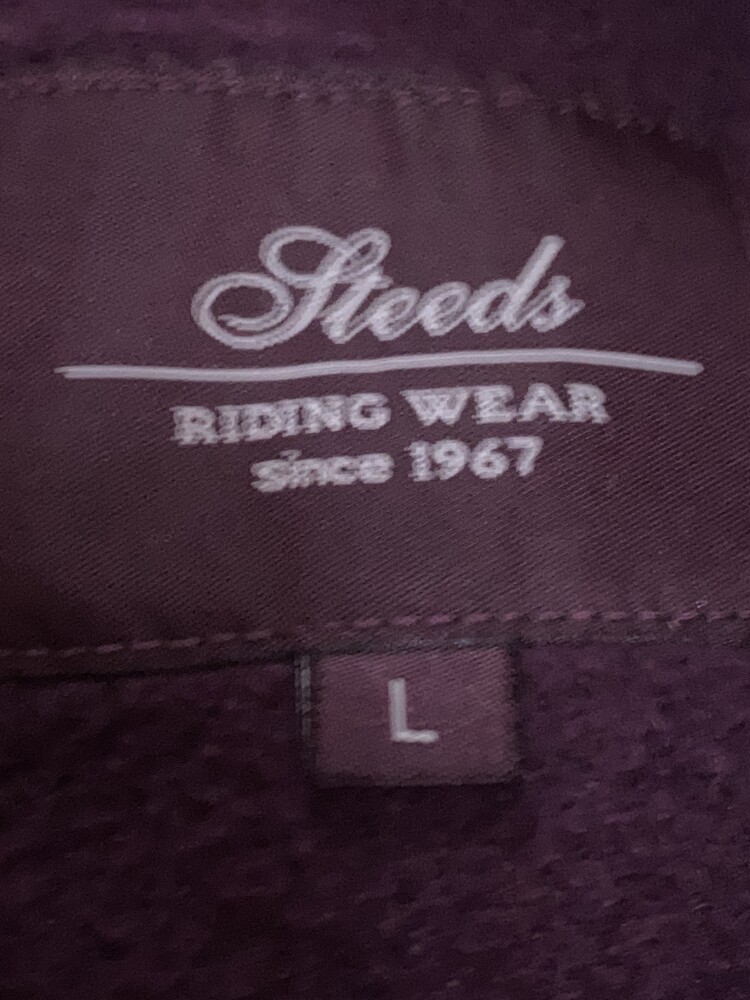 Steeds
RIDING WEAR
since 1967
L